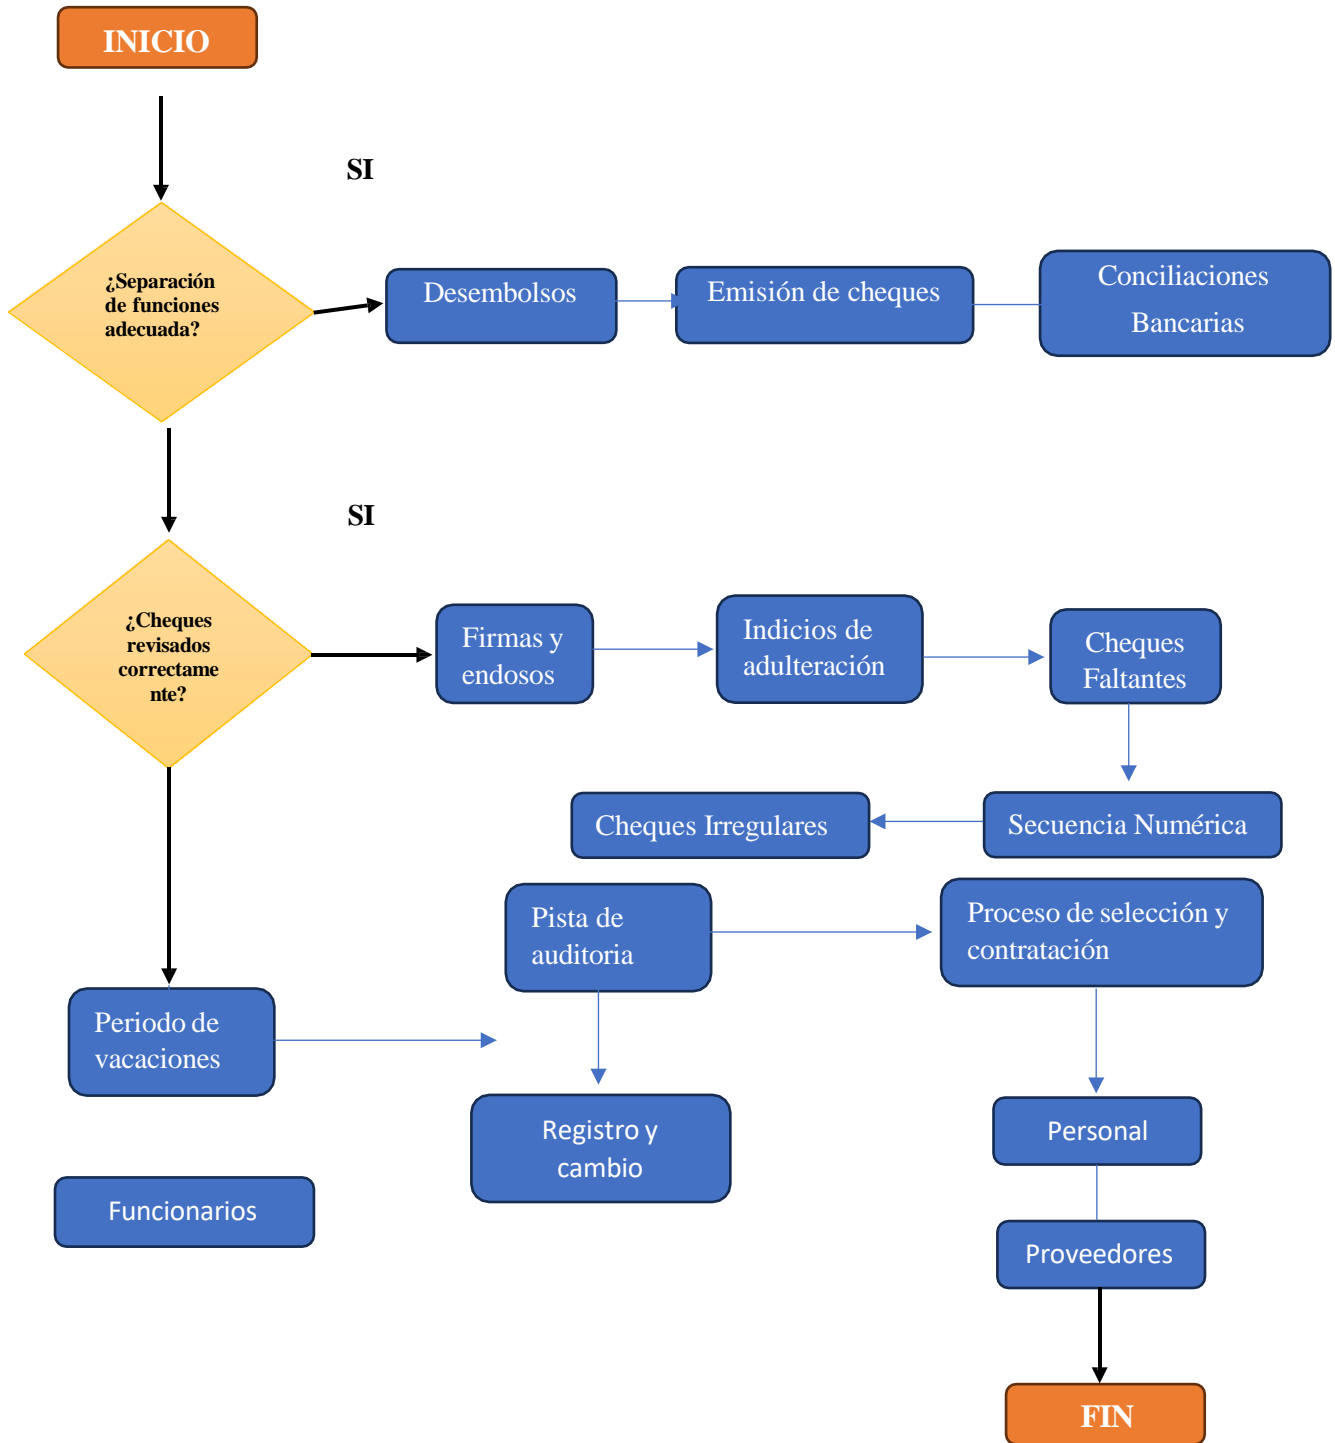 INICIO
SI
¿Separación
de funciones
adecuada?
Desembolsos
Emisión de cheques
Conciliaciones
Bancarias
SI
¿Cheques
revisados
correctame
nte?
Firmas y
endosos
Indicios de
adulteración
Cheques
Faltantes
Cheques Irregulares
Secuencia Numérica
Pista de
auditoria
Proceso de selección y
contratación
Periodo de
vacaciones
Registro y
cambio
Personal
Funcionarios
Proveedores
FIN